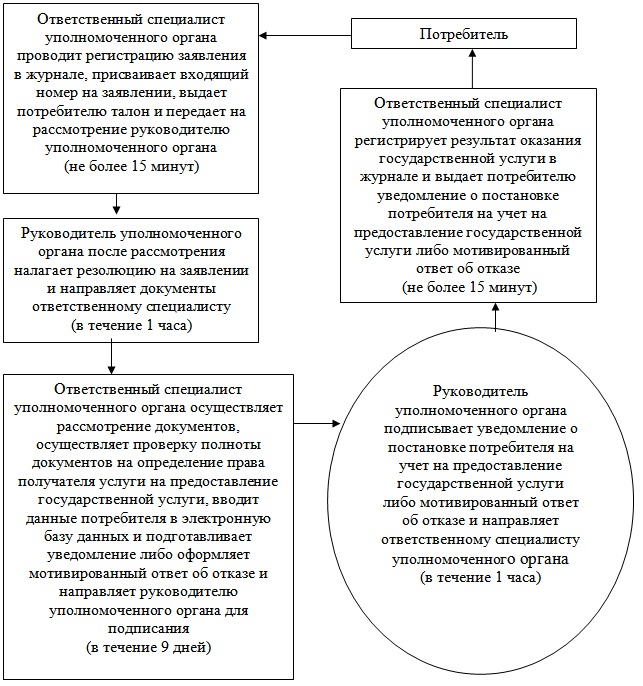 Потребитель
Ответственный специалист
уполномоченного органа
проводит регистрацию заявления
в журнале, присваивает входящий
номер на заявлении, выдает
потребителю талон и передает на
рассмотрение руководителю
уполномоченного органа
(не более 15 минут)
Руководитель уполномоченного
органа после рассмотрения
налагает резолюцию на заявлении
и направляет документы
ответственному специалисту
(в течение 1 часа)
Ответственный специалист
уполномоченного органа осуществляет
рассмотрение документов,
осуществляет проверку полноты
документов на определение права
получателя услуги на предоставление
государственной услуги, вводит
данные потребителя в электронную
базу данных и подготавливает
уведомление либо оформляет
мотивированный ответ об отказе и
направляет руководителю
уполномоченного органа для
подписания
(в течение 9 дней)
Руководитель
уполномоченного органа
подписывает уведомление о
постановке потребителя на
учет на предоставление
государственной услуги
либо мотивированный ответ
об отказе и направляет
ответственному специалисту
уполномоченного органа
(в течение 1 часа)
Ответственный специалист
уполномоченного органа
регистрирует результат оказания
государственной услуги в
журнале и выдает потребителю
уведомление о постановке
потребителя на учет на
предоставление государственной
услуги либо мотивированный
ответ об отказе
(не более 15 минут)